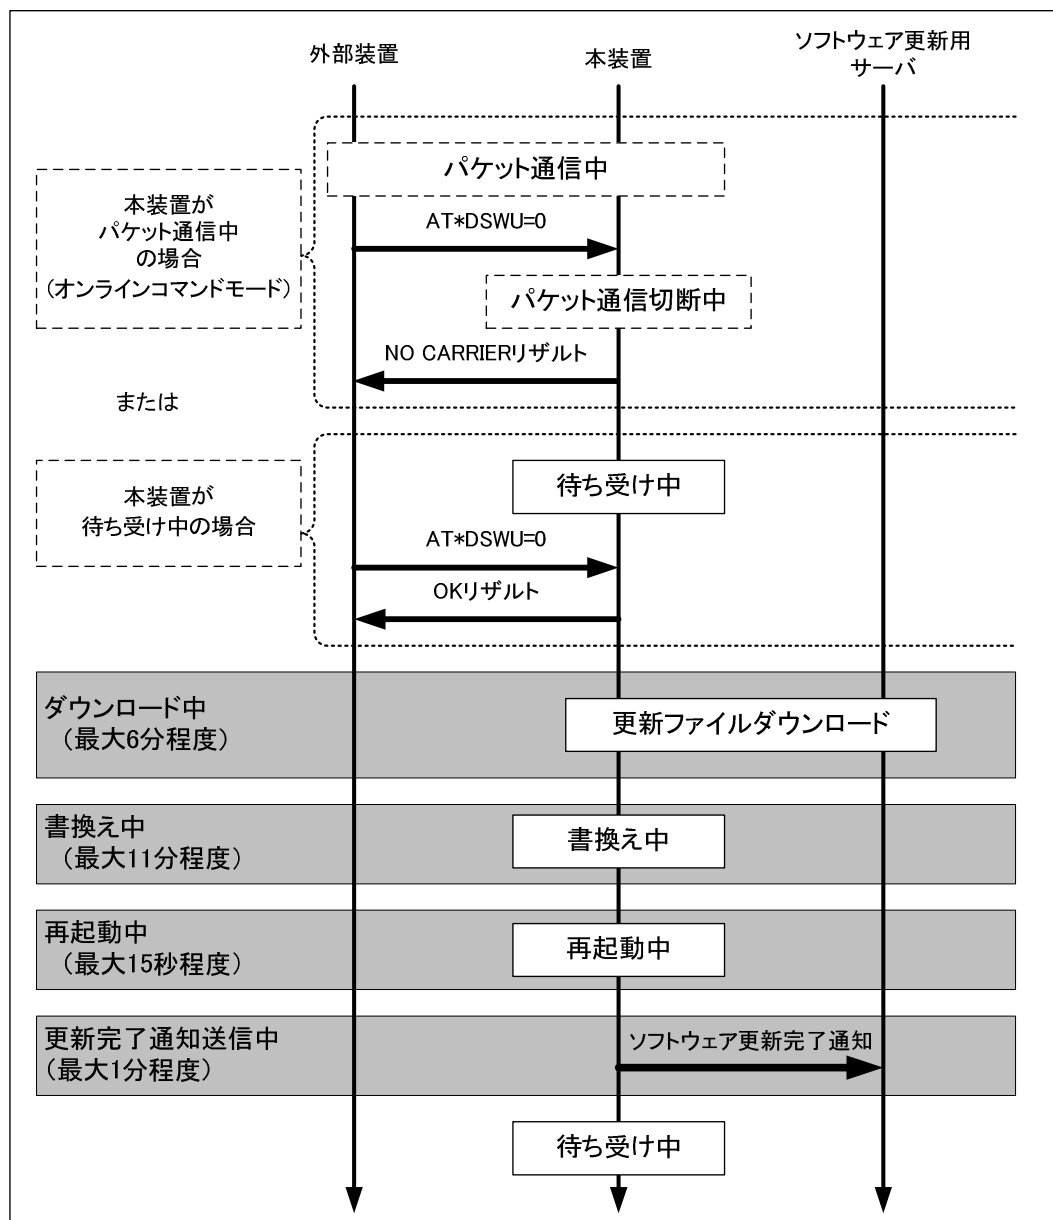 外部装置
本装置
ソフトウェア更新用
サーバ
パケット通信中
本装置が
パケット通信中
の場合
(オンラインコマンドモード)
AT*DSWU=0
パケット通信切断中
NO CARRIERリザルト
または
待ち受け中
本装置が
待ち受け中の場合
AT*DSWU=0
OKリザルト
ダウンロード中
(最大6分程度)
更新ファイルダウンロード
書換え中
(最大11分程度)
書換え中
再起動中
(最大15秒程度)
再起動中
更新完了通知送信中
(最大1分程度)
ソフトウェア更新完了通知
待ち受け中